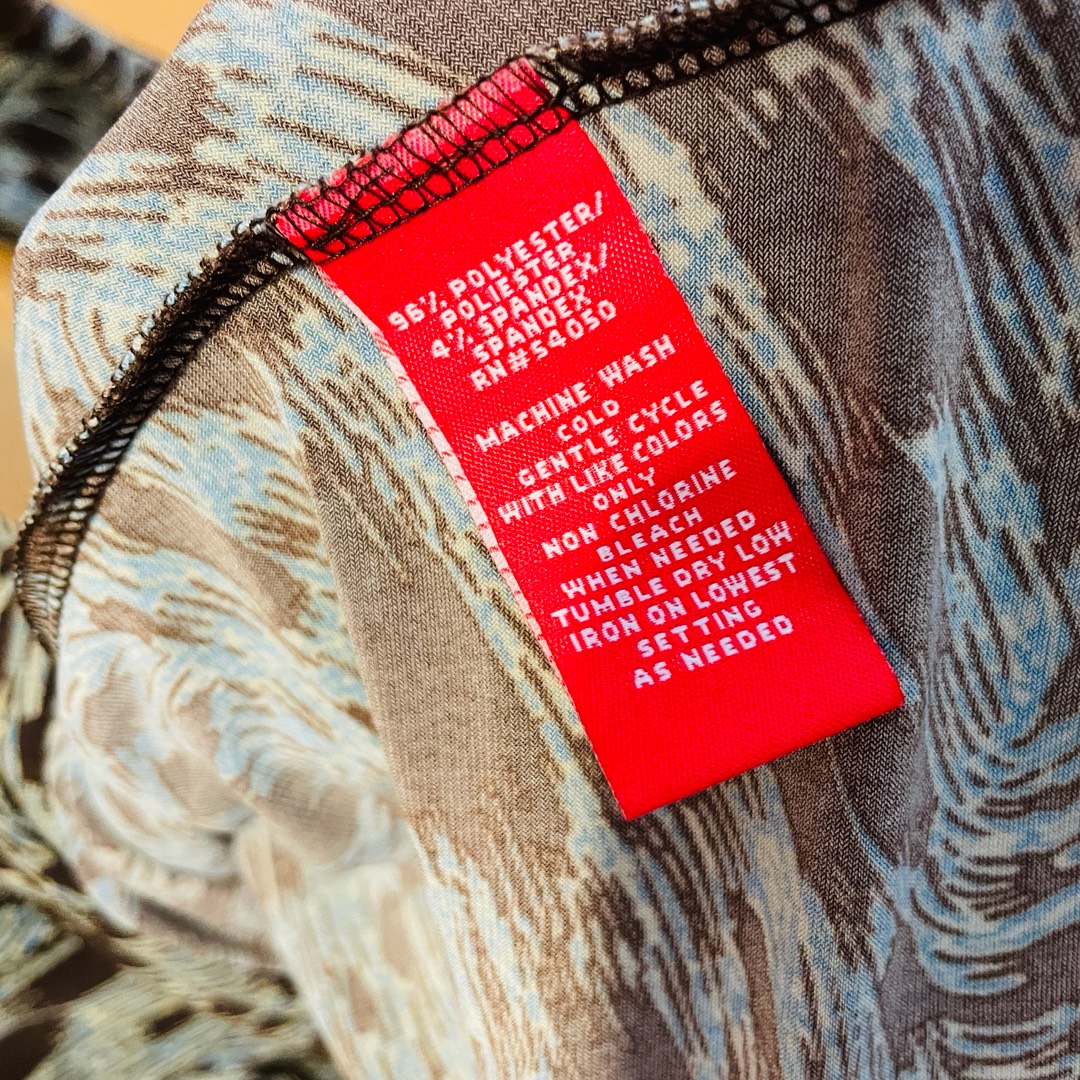 96% POLYESTER/
POLIESTER
4% SPANDEX/
SPANDEX
RN#54050
MACHINE WASH
COLD
GENTLE CYCLE
WITH LIKE COLORS
ONLY
NON CHLORINE
BLEACH
WHEN NEEDED
TUMBLE DRY LOW
IRON ON LOWEST
SETTING
AS NEEDED